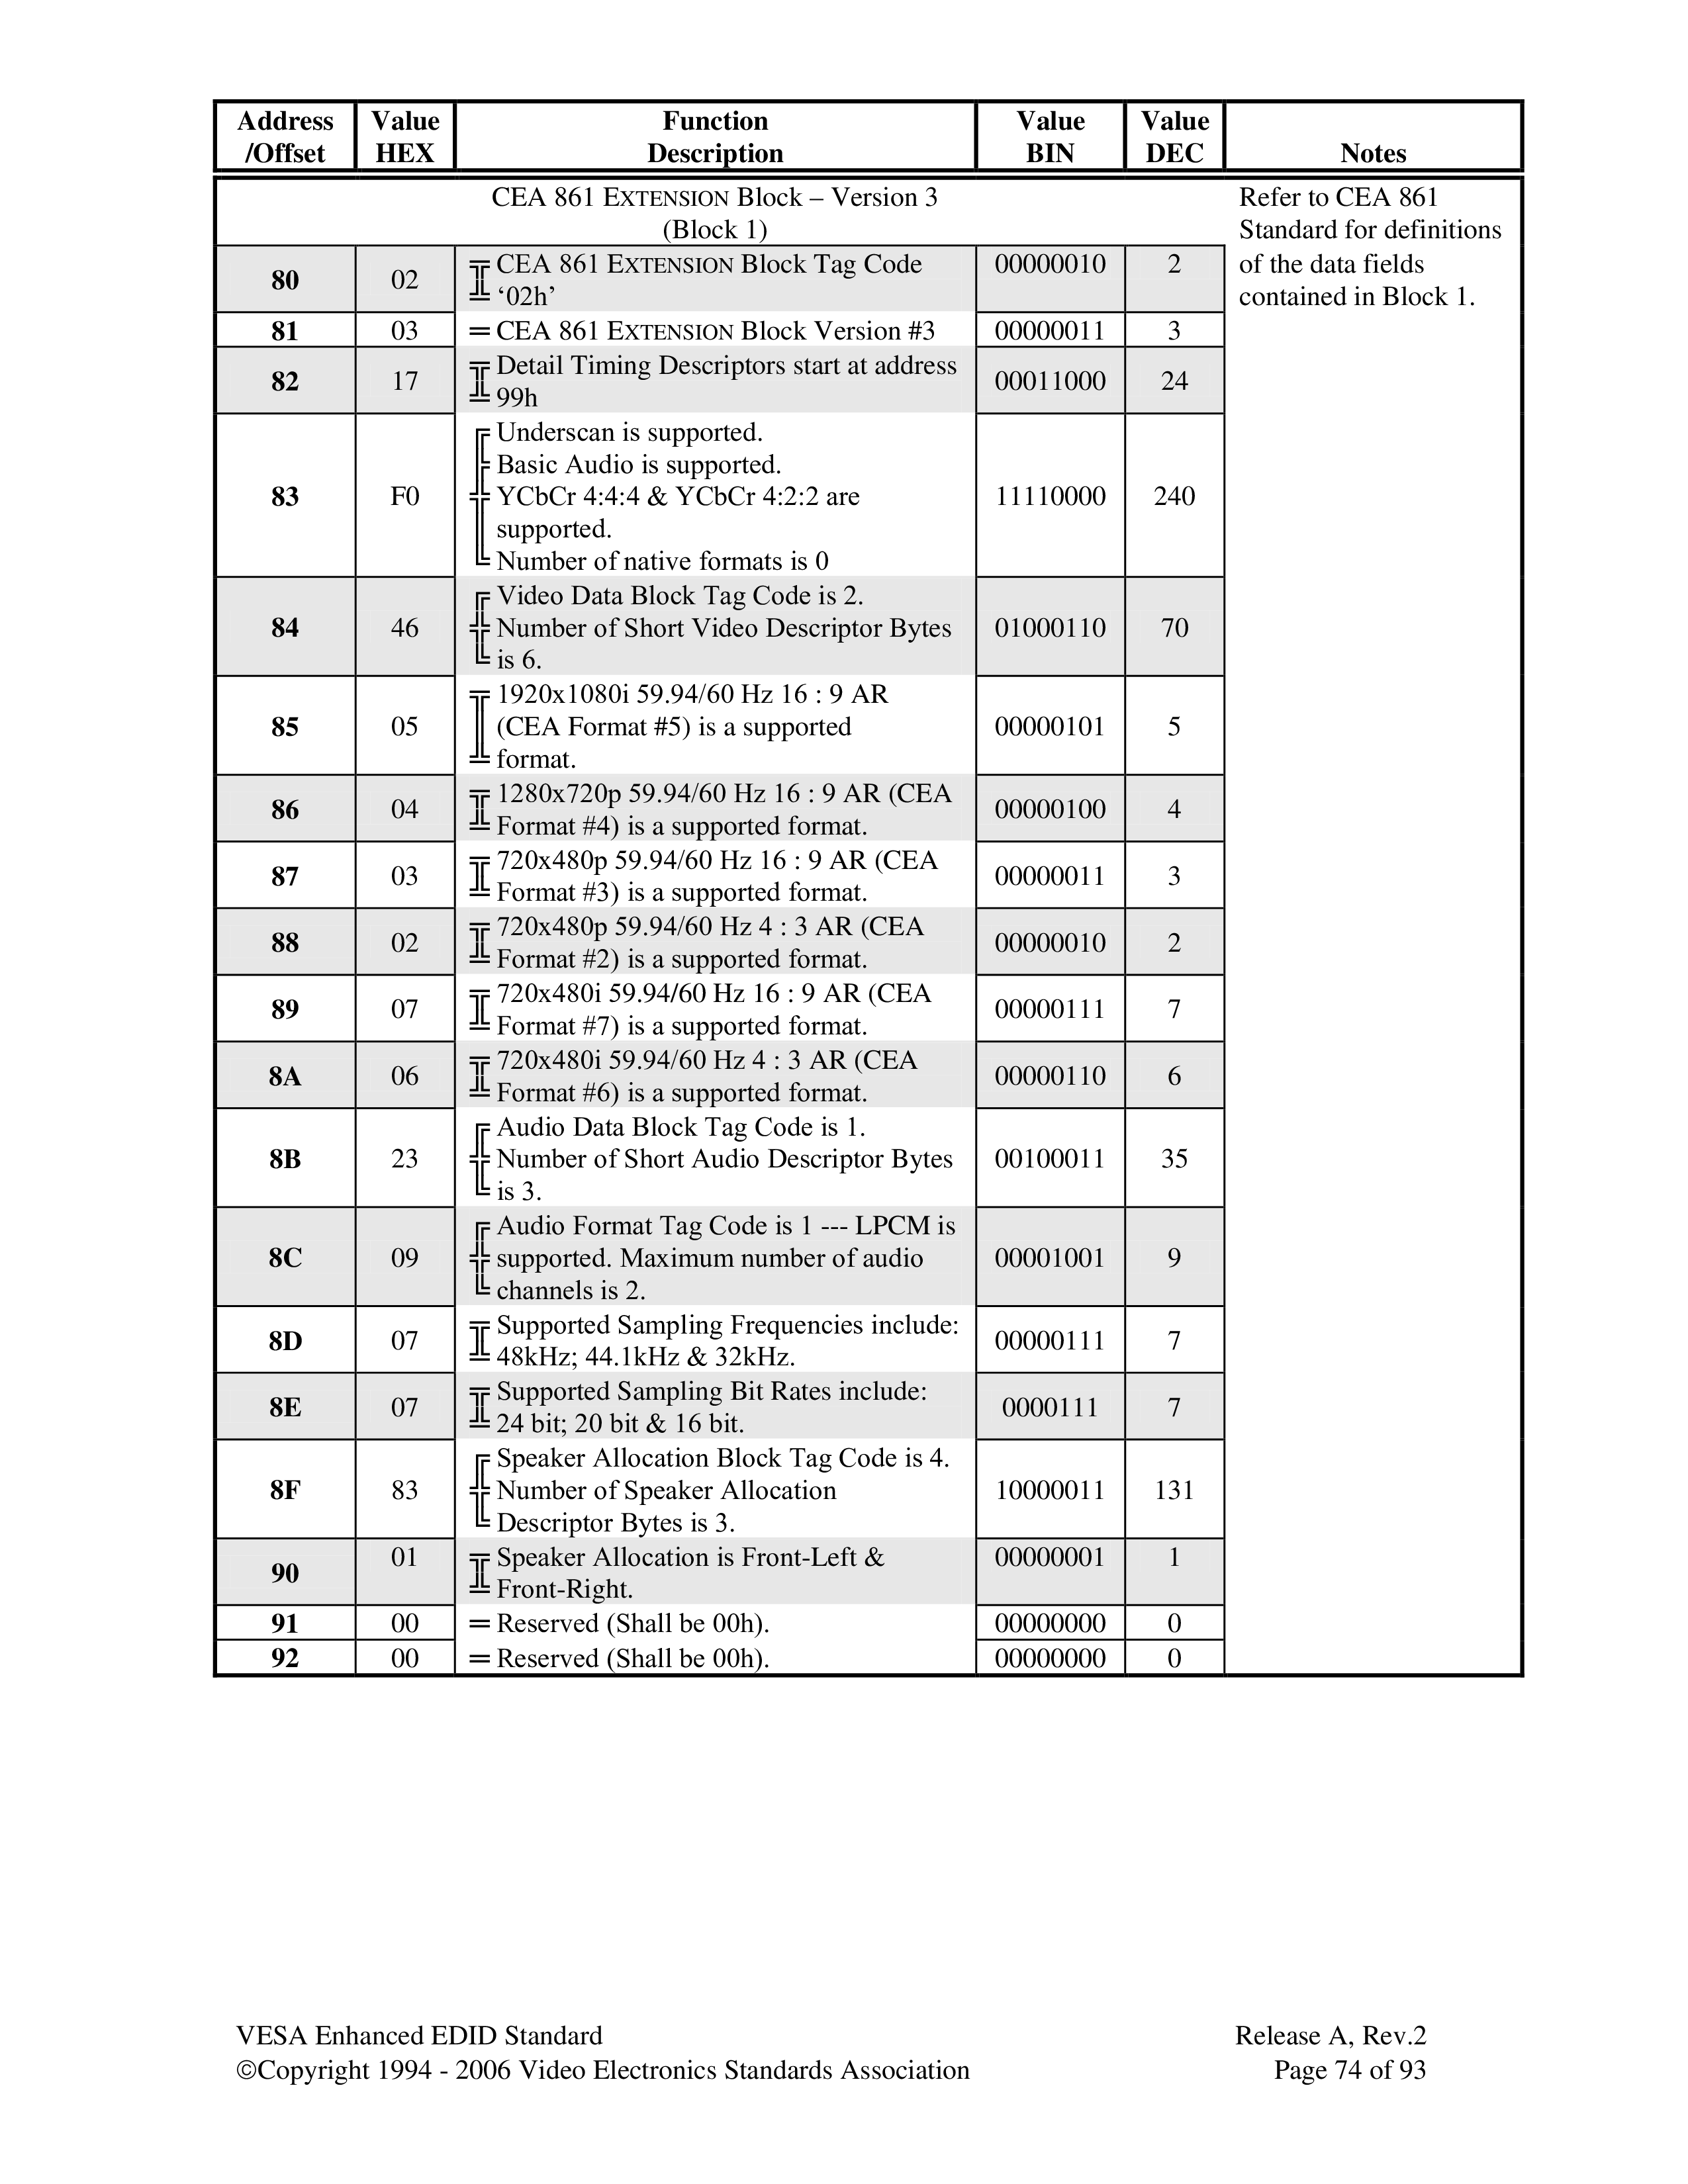 Address /Offset Value HEX Function Description Value BIN Value DEC Notes
CEA 861 EXTENSION Block – Version 3
(Block 1)
Refer to CEA 861
Standard for definitions
of the data fields
contained in Block 1.
80 02 CEA 861 EXTENSION Block Tag Code 00000010 2
‘02h’
81 03 CEA 861 EXTENSION Block Version #3 00000011 3
82 17 Detail Timing Descriptors start at address 00011000 24
99h
83 F0 Underscan is supported. 11110000 240
Basic Audio is supported.
YCbCr 4:4:4 & YCbCr 4:2:2 are
supported.
Number of native formats is 0
84 46 Video Data Block Tag Code is 2. 01000110 70
Number of Short Video Descriptor Bytes
is 6.
85 05 1920x1080i 59.94/60 Hz 16 : 9 AR 00000101 5
(CEA Format #5) is a supported
format.
86 04 1280x720p 59.94/60 Hz 16 : 9 AR (CEA 00000100 4
Format #4) is a supported format.
87 03 720x480p 59.94/60 Hz 16 : 9 AR (CEA 00000011 3
Format #3) is a supported format.
88 02 720x480p 59.94/60 Hz 4 : 3 AR (CEA 00000010 2
Format #2) is a supported format.
89 07 720x480i 59.94/60 Hz 16 : 9 AR (CEA 00000111 7
Format #7) is a supported format.
8A 06 720x480i 59.94/60 Hz 4 : 3 AR (CEA 00000110 6
Format #6) is a supported format.
8B 23 Audio Data Block Tag Code is 1. 00100011 35
Number of Short Audio Descriptor Bytes
is 3.
8C 09 Audio Format Tag Code is 1 --- LPCM is 00001001 9
supported. Maximum number of audio
channels is 2.
8D 07 Supported Sampling Frequencies include: 00000111 7
48kHz; 44.1kHz & 32kHz.
8E 07 Supported Sampling Bit Rates include: 0000111 7
24 bit; 20 bit & 16 bit.
8F 83 Speaker Allocation Block Tag Code is 4. 10000011 131
Number of Speaker Allocation
Descriptor Bytes is 3.
90 01 Speaker Allocation is Front-Left & 00000001 1
Front-Right.
91 00 Reserved (Shall be 00h). 00000000 0
92 00 Reserved (Shall be 00h). 00000000 0
VESA Enhanced EDID Standard Release A, Rev.2
©Copyright 1994 - 2006 Video Electronics Standards Association Page 74 of 93